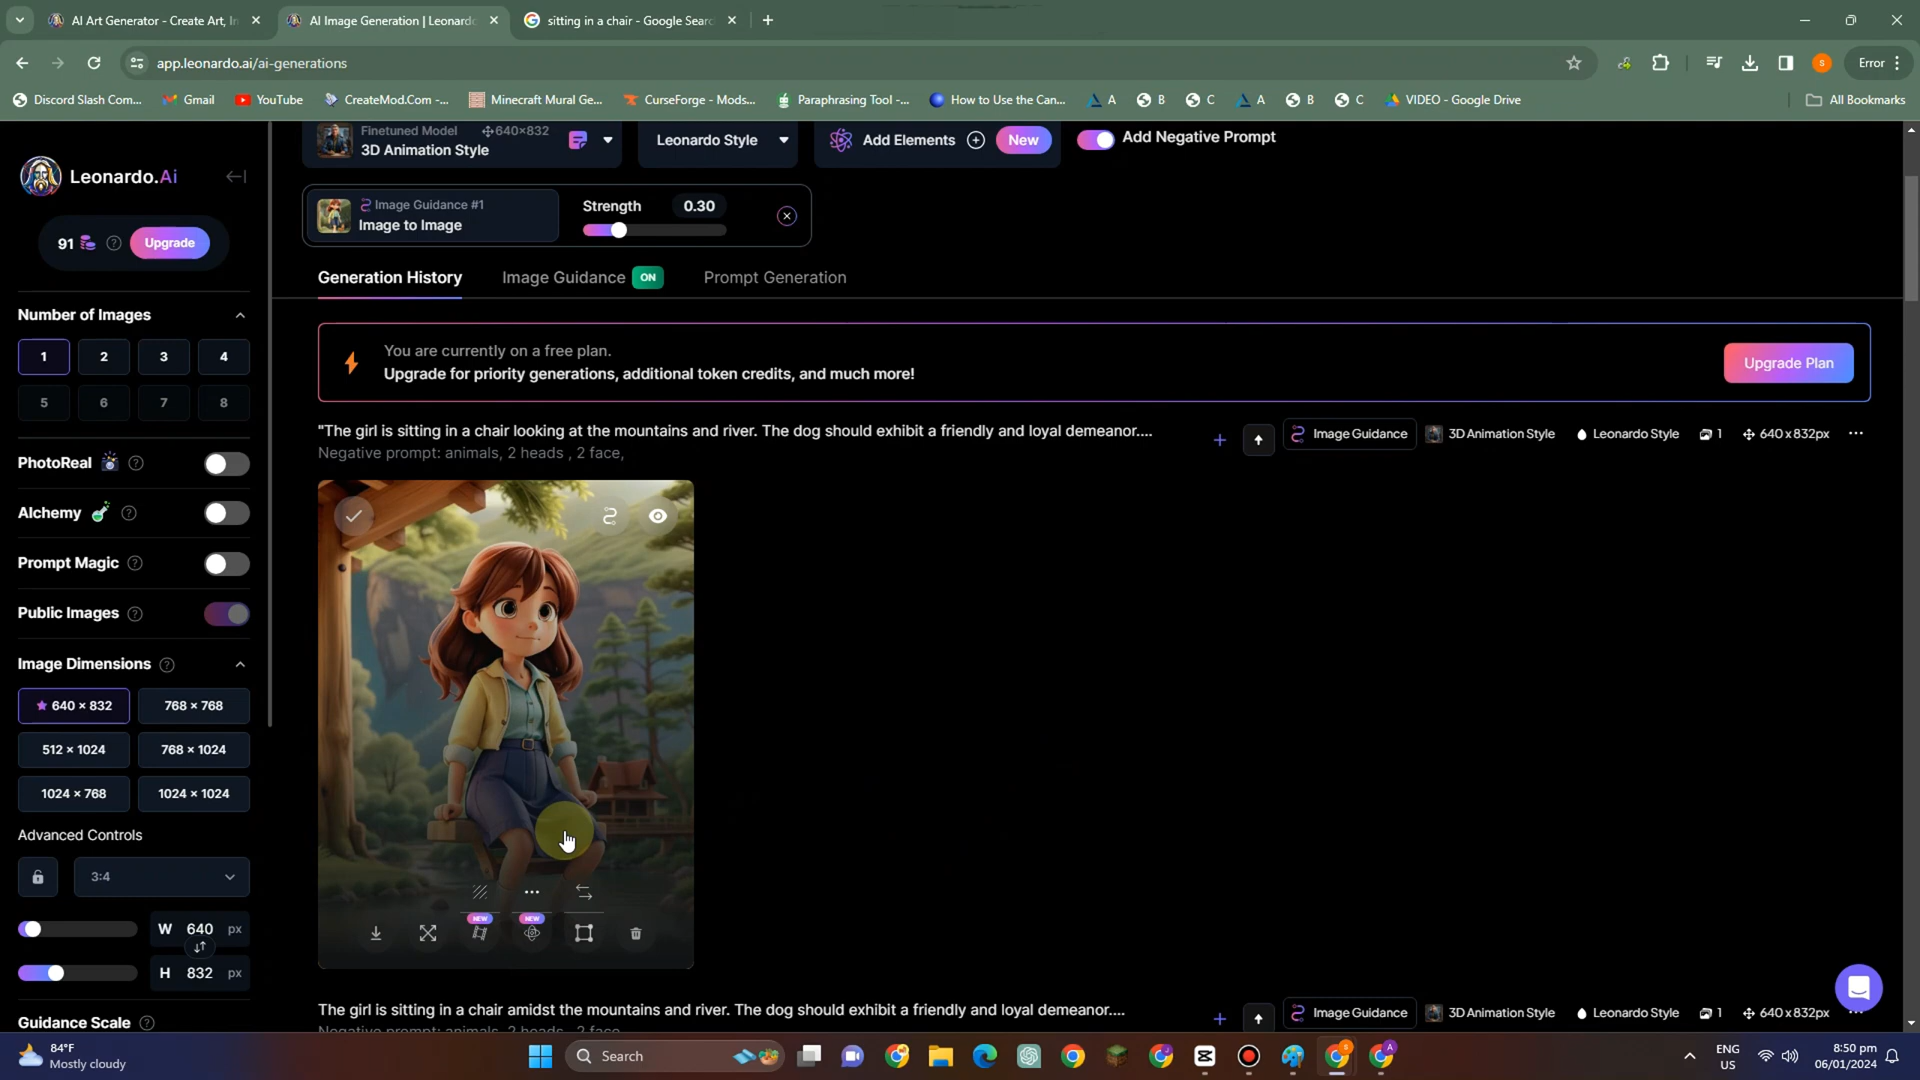 AI Art Generator - Create Art, In
AI Image Generation | Leonardo
sitting in a chair - Google Searc
app.leonardo.ai/ai-generations
Error
Discord Slash Com...
Gmail
YouTube
CreateMod.Com -...
Minecraft Mural Ge...
CurseForge - Mods...
Paraphrasing Tool -...
How to Use the Can...
A
B
C
A
B
C
VIDEO - Google Drive
All Bookmarks
Leonardo.Ai
91
Upgrade
Number of Images
1
2
3
4
5
6
7
8
PhotoReal
Alchemy
Prompt Magic
Public Images
Image Dimensions
640 × 832
768 × 768
512 × 1024
768 × 1024
1024 × 768
1024 × 1024
Advanced Controls
3:4
W 640 px
H 832 px
Guidance Scale
Finetuned Model
640×832
3D Animation Style
Leonardo Style
Add Elements
New
Add Negative Prompt
Image Guidance #1
Image to Image
Strength
0.30
Generation History
Image Guidance
ON
Prompt Generation
You are currently on a free plan.
Upgrade for priority generations, additional token credits, and much more!
Upgrade Plan
"The girl is sitting in a chair looking at the mountains and river. The dog should exhibit a friendly and loyal demeanor....
Negative prompt: animals, 2 heads , 2 face,
Image Guidance
3D Animation Style
Leonardo Style
1
640 x 832px
NEW
NEW
The girl is sitting in a chair amidst the mountains and river. The dog should exhibit a friendly and loyal demeanor....
Negative prompt: animals, 2 heads , 2 face,
Image Guidance
3D Animation Style
Leonardo Style
1
640 x 832px
84°F
Mostly cloudy
Search
ENG
US
8:50 pm
06/01/2024